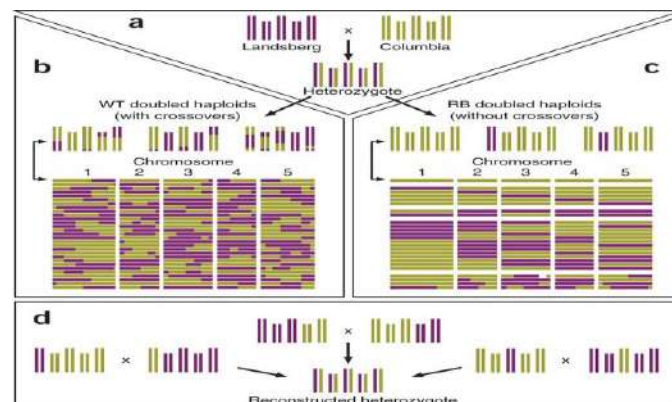 a
×
Landsberg Columbia
b
c
Heterozygote
WT doubled haploids RB doubled haploids
(with crossovers) (without crossovers)
Chromosome Chromosome
1 2 3 4 5 1 2 3 4 5
d
×
× ×
Reconstructed heterozygote